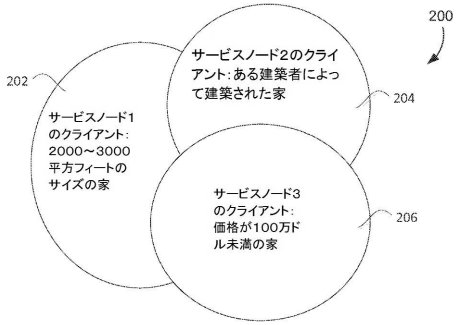 200
サービスノード2のクライ
アント：ある建築者によっ
て建築された家
202
204
サービスノード1
のクライアント：
2000～3000
平方フィートの
サイズの家
サービスノード3
のクライアント：
価格が100万ド
ル未満の家
206